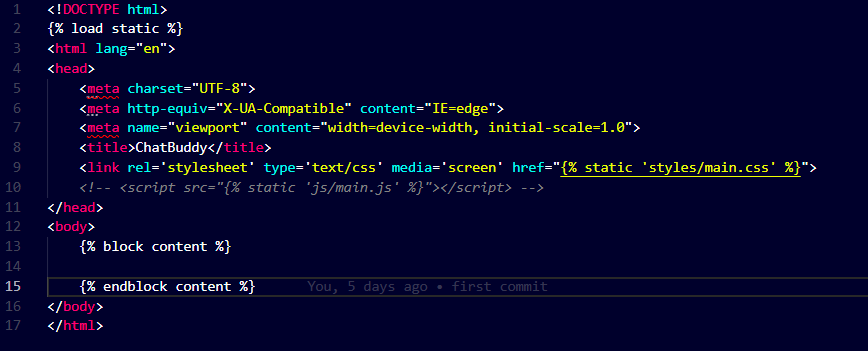 1 <!DOCTYPE html>
2 {% load static %}
3 <html lang="en">
4 <head>
5     <meta charset="UTF-8">
6     <meta http-equiv="X-UA-Compatible" content="IE=edge">
7     <meta name="viewport" content="width=device-width, initial-scale=1.0">
8     <title>ChatBuddy</title>
9     <link rel='stylesheet' type='text/css' media='screen' href="{% static 'styles/main.css' %}">
10     <!-- <script src="{% static 'js/main.js' %}"></script> -->
11 </head>
12 <body>
13     {% block content %}
14
15     {% endblock content %}     You, 5 days ago • first commit
16 </body>
17 </html>